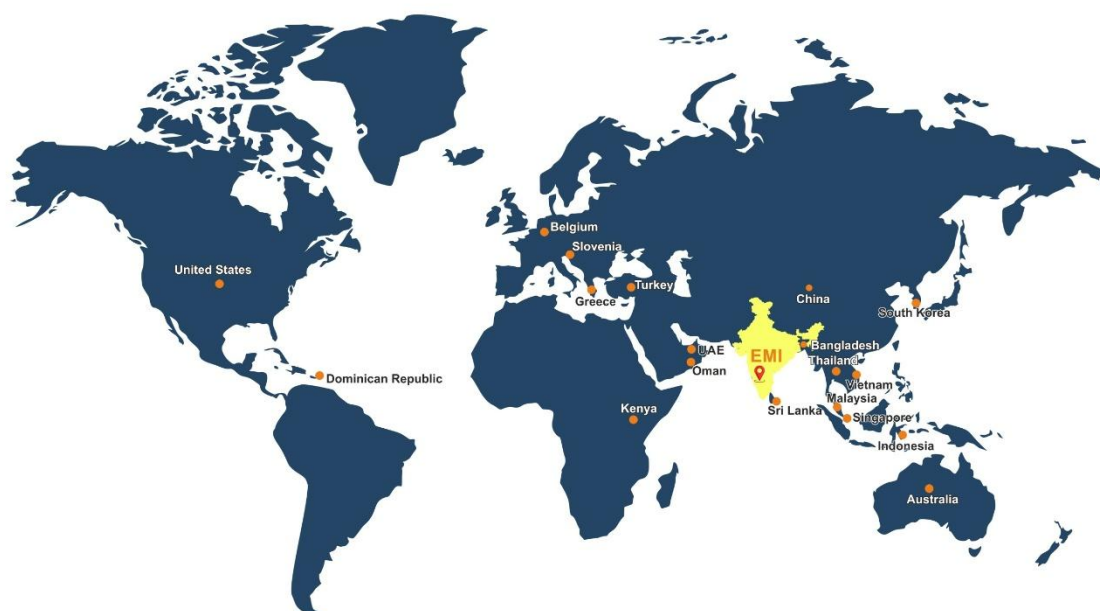 Belgium
Slovenia
United States
Turkey
Greece
China
South Korea
Bangladesh
UAE
EMI
Thailand
Oman
Dominican Republic
Vietnam
Malaysia
Kenya
Sri Lanka
Singapore
Indonesia
Australia